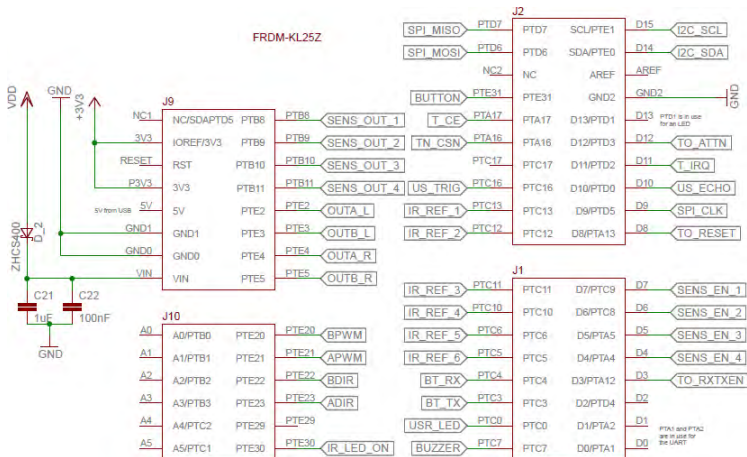 FRDM-KL25Z
VDD
GND
+3V3
ZHCS400
D_2
C21
1uF
C22
100nF
GND
J9
NC1 NC/SDAPTD5 PTB8 PTB8 SENS_OUT_1
3V3 IOREF/3V3 PTB9 PTB9 SENS_OUT_2
RESET RST PTB10 PTB10 SENS_OUT_3
P3V3 3V3 PTB11 PTB11 SENS_OUT_4
5V from USB 5V 5V PTE2 PTE2 OUTA_L
GND1 GND1 PTE3 PTE3 OUTB_L
GND0 GND0 PTE4 PTE4 OUTA_R
VIN VIN PTE5 PTE5 OUTB_R
J10
A0 A0/PTB0 PTE20 PTE20 BPWM
A1 A1/PTB1 PTE21 PTE21 APWM
A2 A2/PTB2 PTE22 PTE22 BDIR
A3 A3/PTB3 PTE23 PTE23 ADIR
A4 A4/PTC2 PTE29 PTE29
A5 A5/PTC1 PTE30 PTE30 IR_LED_ON
J2
SPI_MISO PTD7 PTD7 SCL/PTE1 D15 I2C_SCL
SPI_MOSI PTD6 PTD6 SDA/PTE0 D14 I2C_SDA
NC2 NC AREF AREF
BUTTON PTE31 PTE31 GND2 GND2 GND
T_CE PTA17 PTA17 D13/PTD1 D13 PTD1 is in use
for an LED
TN_CSN PTA16 PTA16 D12/PTD3 D12 TO_ATTN
PTC17 PTC17 D11/PTD2 D11 T_IRQ
US_TRIG PTC16 PTC16 D10/PTD0 D10 US_ECHO
IR_REF_1 PTC13 PTC13 D9/PTD5 D9 SPI_CLK
IR_REF_2 PTC12 PTC12 D8/PTA13 D8 TO_RESET
J1
IR_REF_3 PTC11 PTC11 D7/PTC9 D7 SENS_EN_1
IR_REF_4 PTC10 PTC10 D6/PTC8 D6 SENS_EN_2
IR_REF_5 PTC6 PTC6 D5/PTA5 D5 SENS_EN_3
IR_REF_6 PTC5 PTC5 D4/PTA4 D4 SENS_EN_4
BT_RX PTC4 PTC4 D3/PTA12 D3 TO_RXTXEN
BT_TX PTC3 PTC3 D2/PTD4 D2
USR_LED PTC0 PTC0 D1/PTA2 D1 PTA1 and PTA2
are in use for
the UART
BUZZER PTC7 PTC7 D0/PTA1 D0